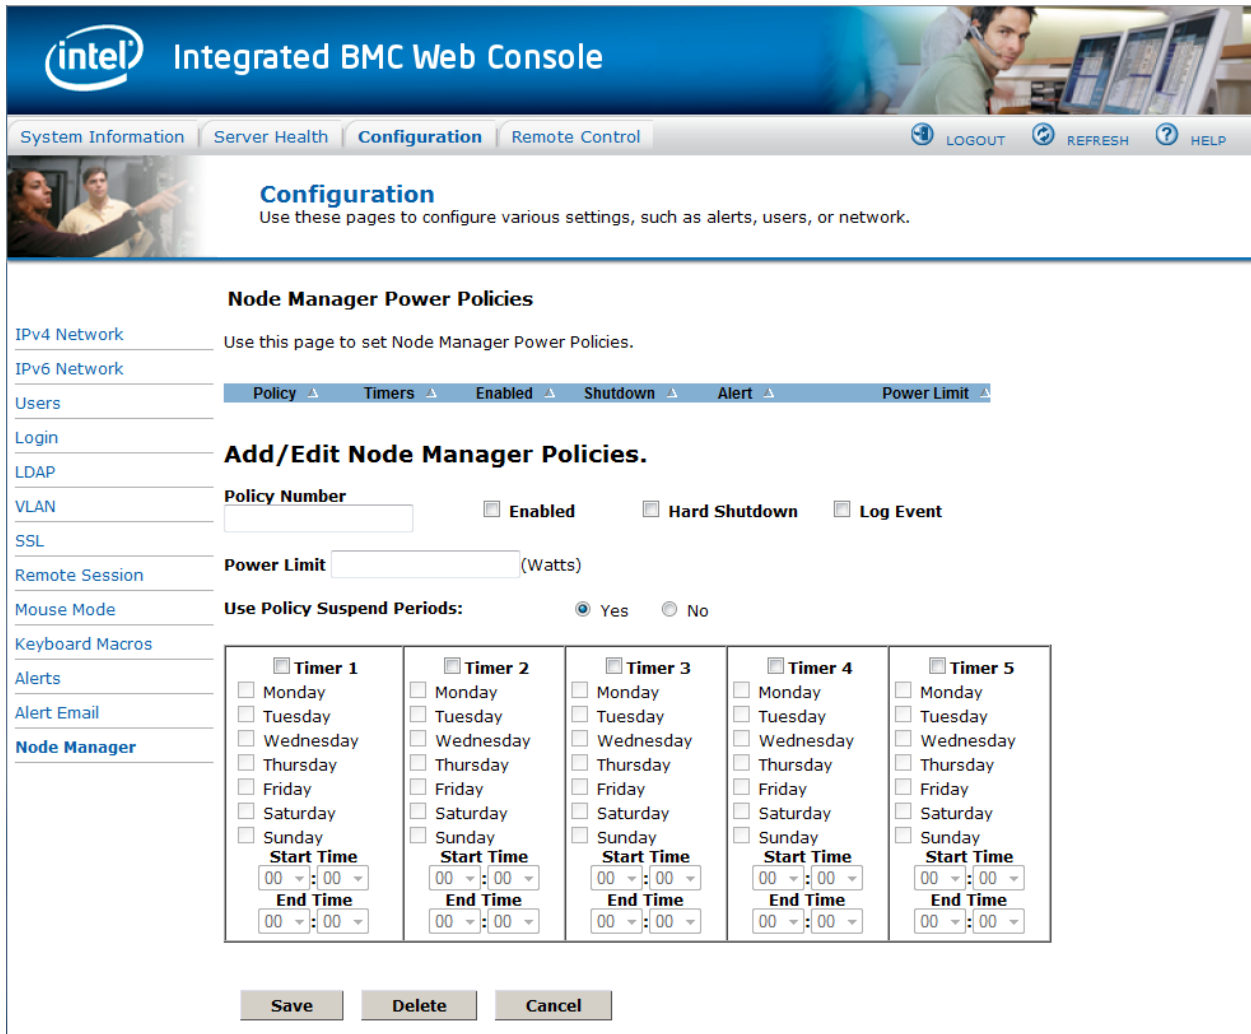 intel Integrated BMC Web Console
System Information Server Health Configuration Remote Control LOGOUT REFRESH HELP
Configuration
Use these pages to configure various settings, such as alerts, users, or network.
IPv4 Network
IPv6 Network
Users
Login
LDAP
VLAN
SSL
Remote Session
Mouse Mode
Keyboard Macros
Alerts
Alert Email
Node Manager
Node Manager Power Policies
Use this page to set Node Manager Power Policies.
Policy Timers Enabled Shutdown Alert Power Limit
Add/Edit Node Manager Policies.
Policy Number Enabled Hard Shutdown Log Event
Power Limit (Watts)
Use Policy Suspend Periods: Yes No
Timer 1 Timer 2 Timer 3 Timer 4 Timer 5
Monday Monday Monday Monday Monday
Tuesday Tuesday Tuesday Tuesday Tuesday
Wednesday Wednesday Wednesday Wednesday Wednesday
Thursday Thursday Thursday Thursday Thursday
Friday Friday Friday Friday Friday
Saturday Saturday Saturday Saturday Saturday
Sunday Sunday Sunday Sunday Sunday
Start Time Start Time Start Time Start Time Start Time
00 : 00 00 : 00 00 : 00 00 : 00 00 : 00
End Time End Time End Time End Time End Time
00 : 00 00 : 00 00 : 00 00 : 00 00 : 00
Save Delete Cancel